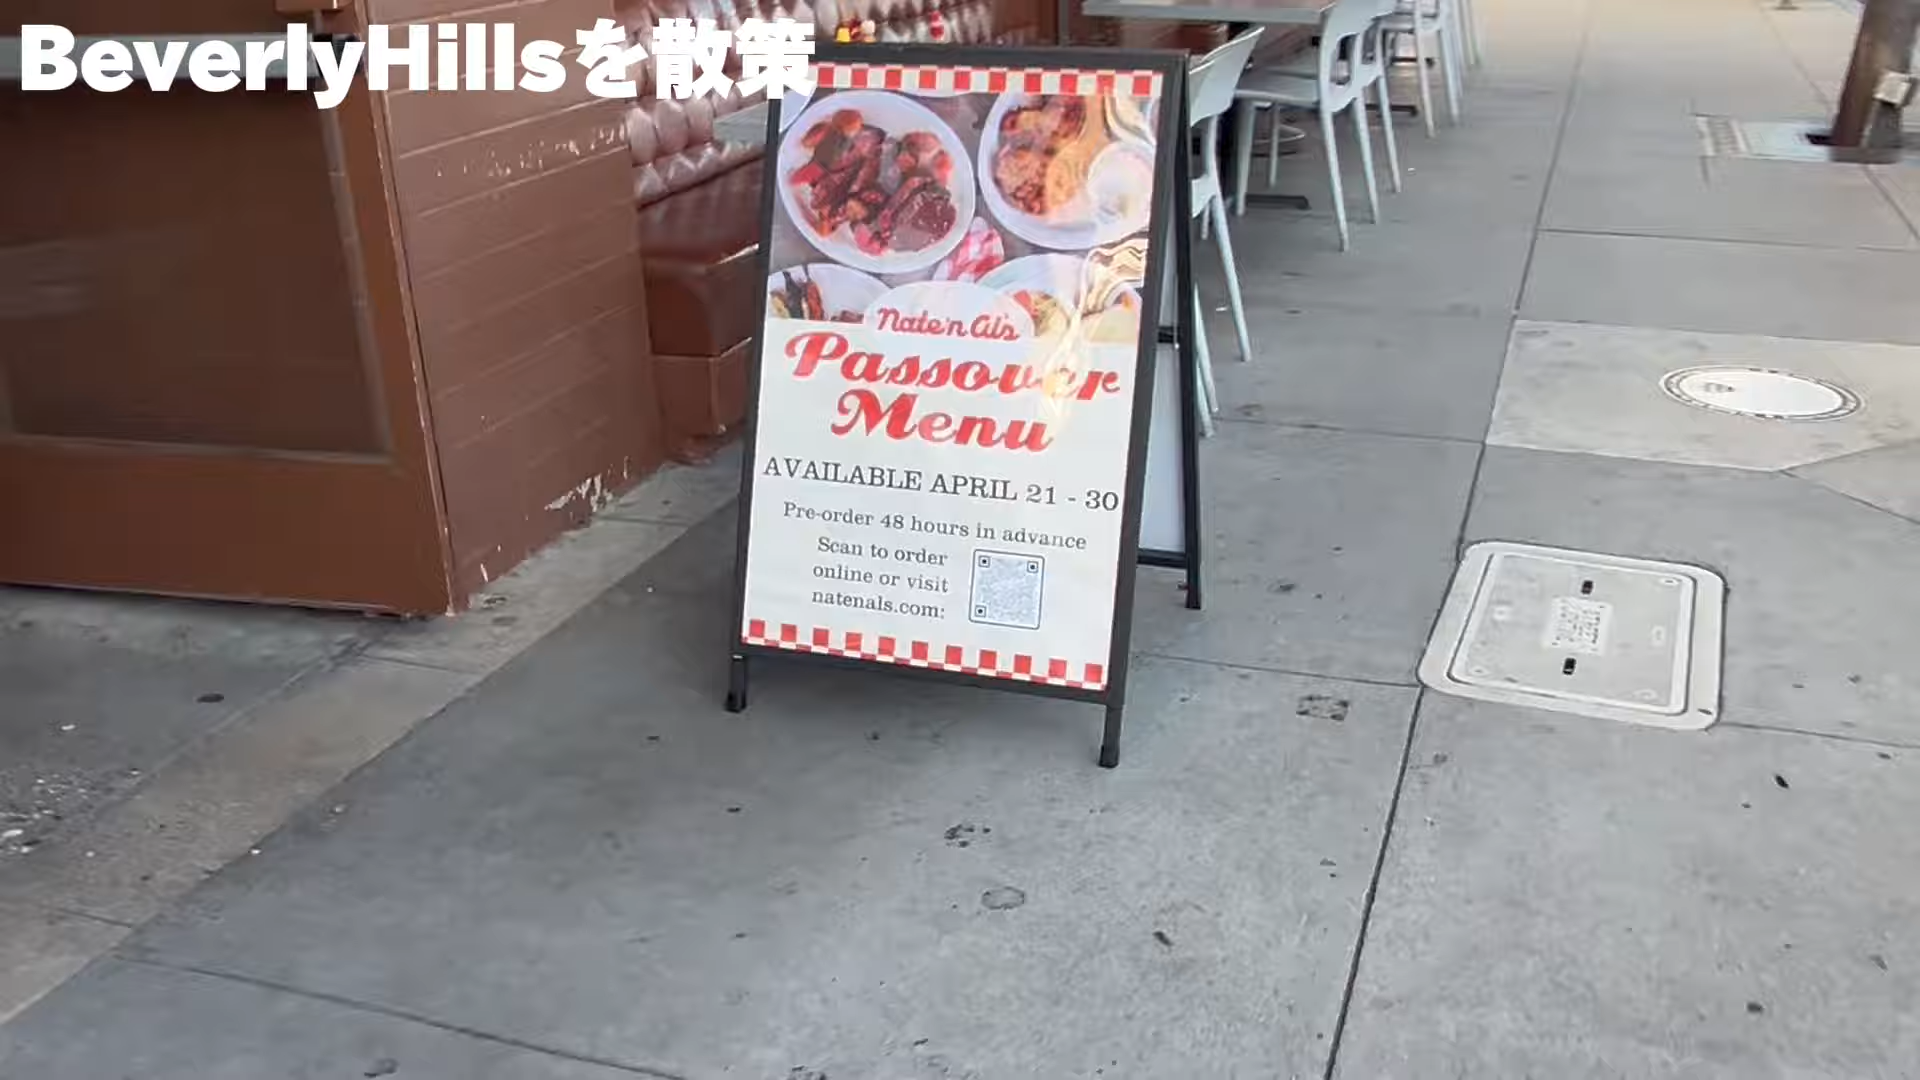 BeverlyHillsを散策
Nate'n Al's
Passover
Menu
AVAILABLE APRIL 21 - 30
Pre-order 48 hours in advance
Scan to order
online or visit
natenals.com: